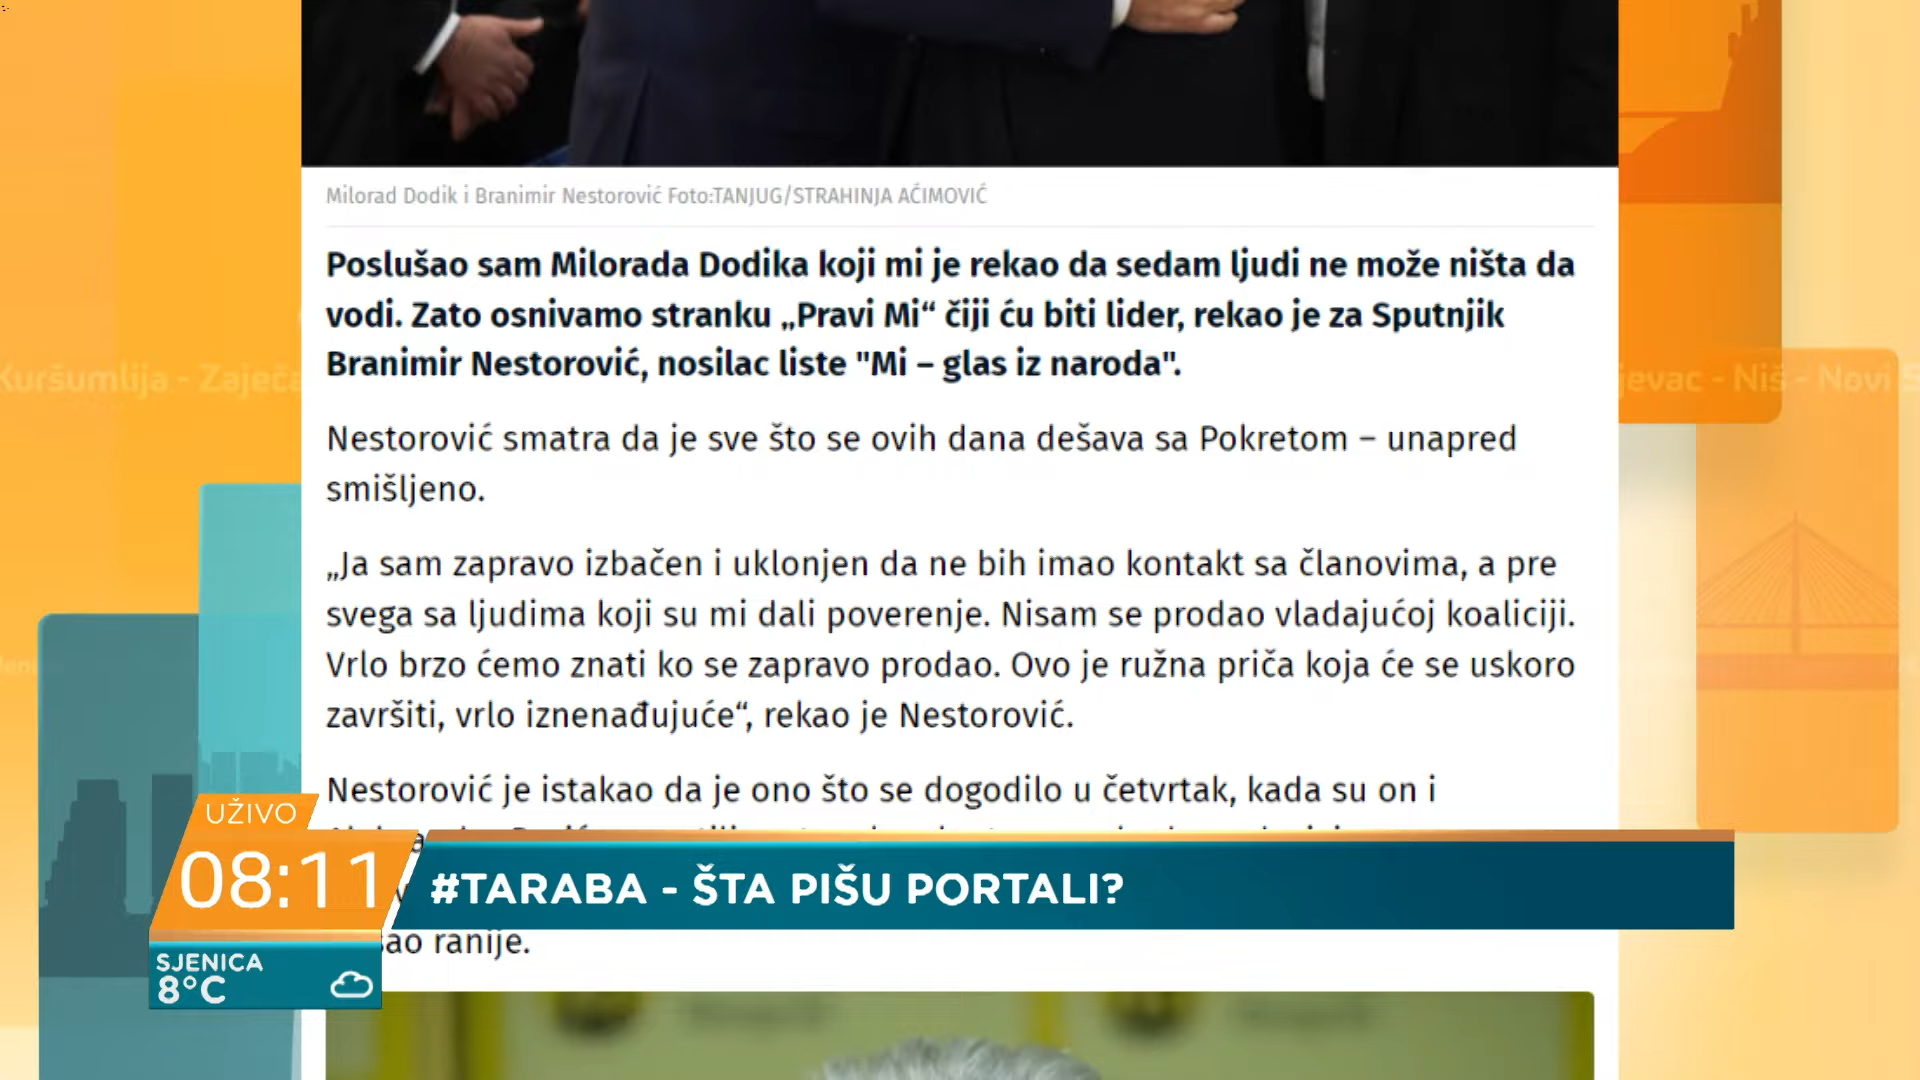 Milorad Dodik i Branimir Nestorović Foto:TANJUG/STRAHINJA AĆIMOVIĆ
Poslušao sam Milorada Dodika koji mi je rekao da sedam ljudi ne može ništa da
vodi. Zato osnivamo stranku „Pravi Mi“ čiji ću biti lider, rekao je za Sputnjik
Branimir Nestorović, nosilac liste "Mi – glas iz naroda".
Kuršumlija - Zaječa
jevac - Niš - Novi S
Nestorović smatra da je sve što se ovih dana dešava sa Pokretom – unapred
smišljeno.
„Ja sam zapravo izbačen i uklonjen da ne bih imao kontakt sa članovima, a pre
svega sa ljudima koji su mi dali poverenje. Nisam se prodao vladajućoj koaliciji.
Vrlo brzo ćemo znati ko se zapravo prodao. Ovo je ružna priča koja će se uskoro
završiti, vrlo iznenađujuće“, rekao je Nestorović.
Nestorović je istakao da je ono što se dogodilo u četvrtak, kada su on i
ao ranije.
UŽIVO
08:11
#TARABA - ŠTA PIŠU PORTALI?
SJENICA
8°C